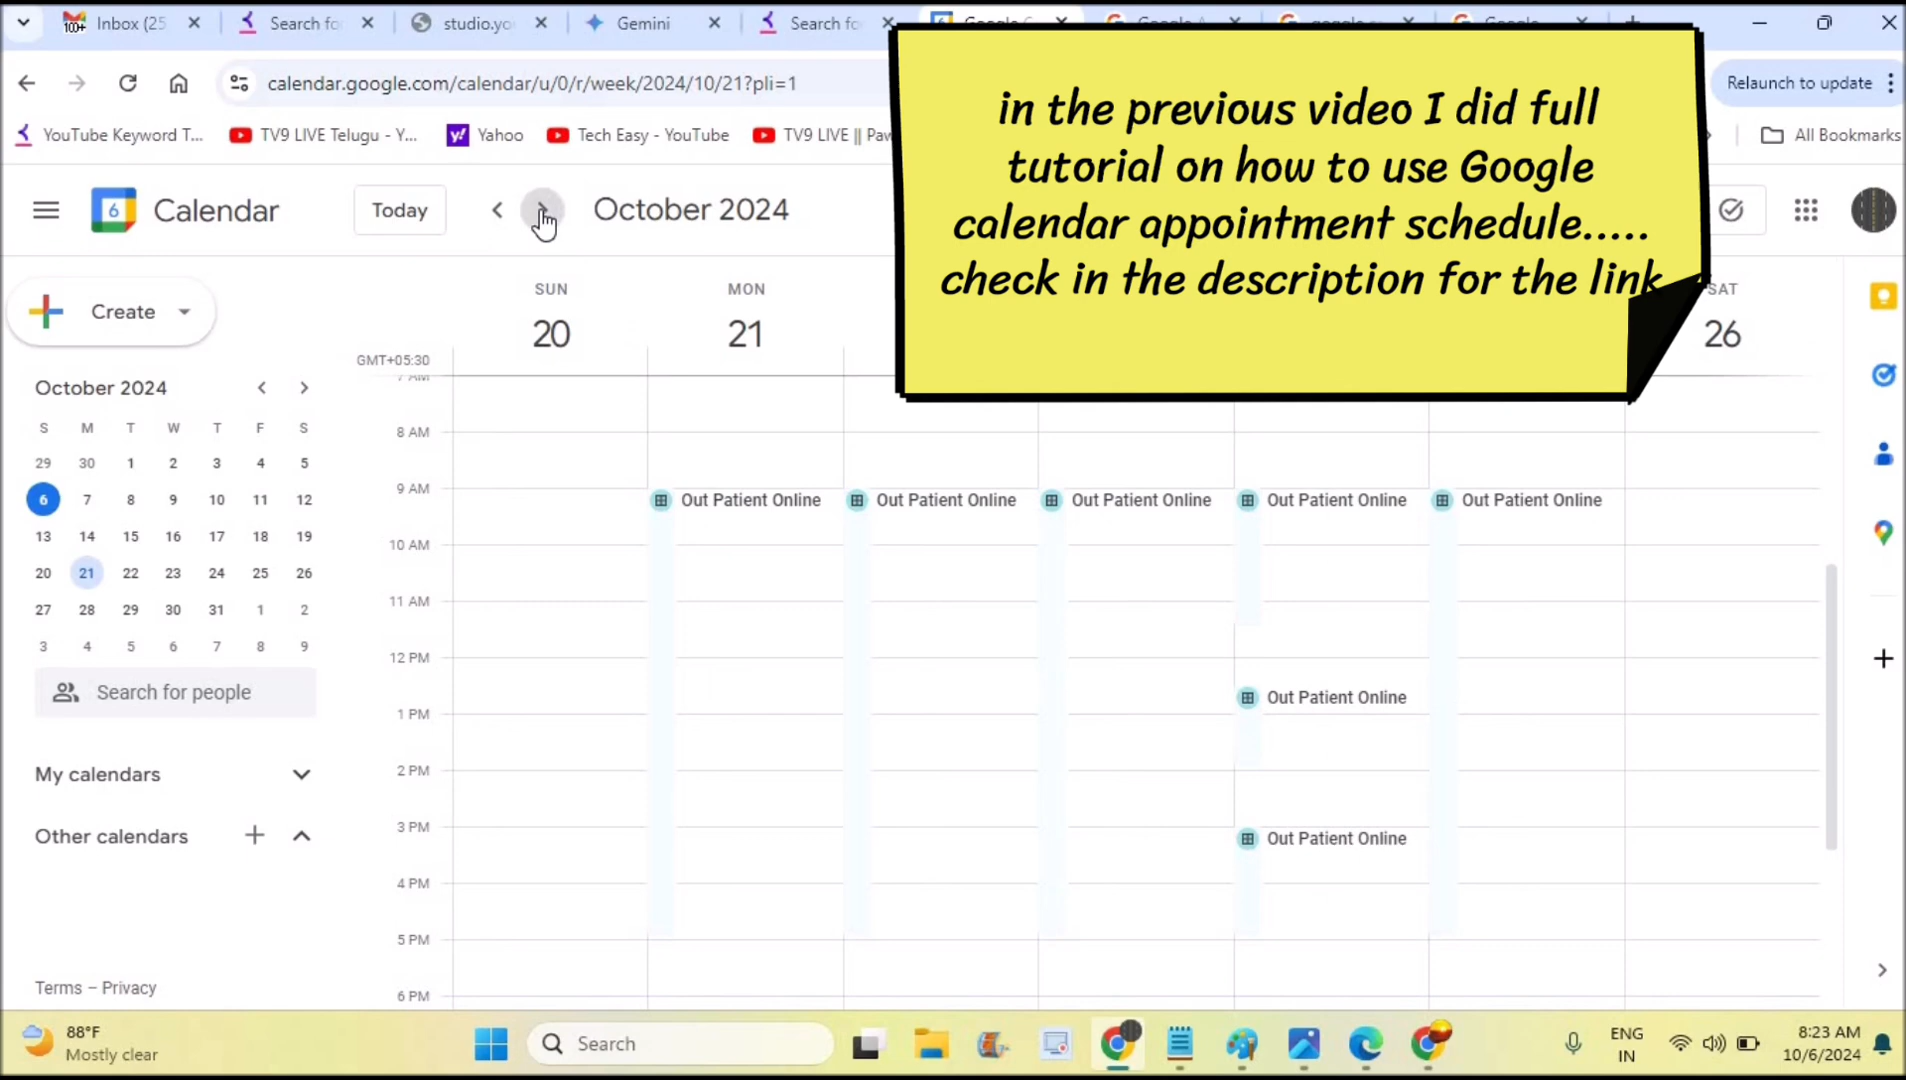 Inbox (25
Search fo
studio.yo
Gemini
Search fo
calendar.google.com/calendar/u/0/r/week/2024/10/21?pli=1
Relaunch to update
YouTube Keyword T...
TV9 LIVE Telugu - Y...
Yahoo
Tech Easy - YouTube
TV9 LIVE || Paw
All Bookmarks
in the previous video I did full
tutorial on how to use Google
calendar appointment schedule.....
check in the description for the link
6
Calendar
Today
October 2024
Create
SUN
MON
SAT
20
21
26
GMT+05:30
October 2024
S M T W T F S
29 30 1 2 3 4 5
6 7 8 9 10 11 12
13 14 15 16 17 18 19
20 21 22 23 24 25 26
27 28 29 30 31 1 2
3 4 5 6 7 8 9
Search for people
My calendars
Other calendars
Terms – Privacy
7 AM
8 AM
9 AM
Out Patient Online
Out Patient Online
Out Patient Online
Out Patient Online
Out Patient Online
10 AM
11 AM
12 PM
Out Patient Online
1 PM
2 PM
3 PM
Out Patient Online
4 PM
5 PM
6 PM
88°F
Mostly clear
Search
ENG
IN
8:23 AM
10/6/2024